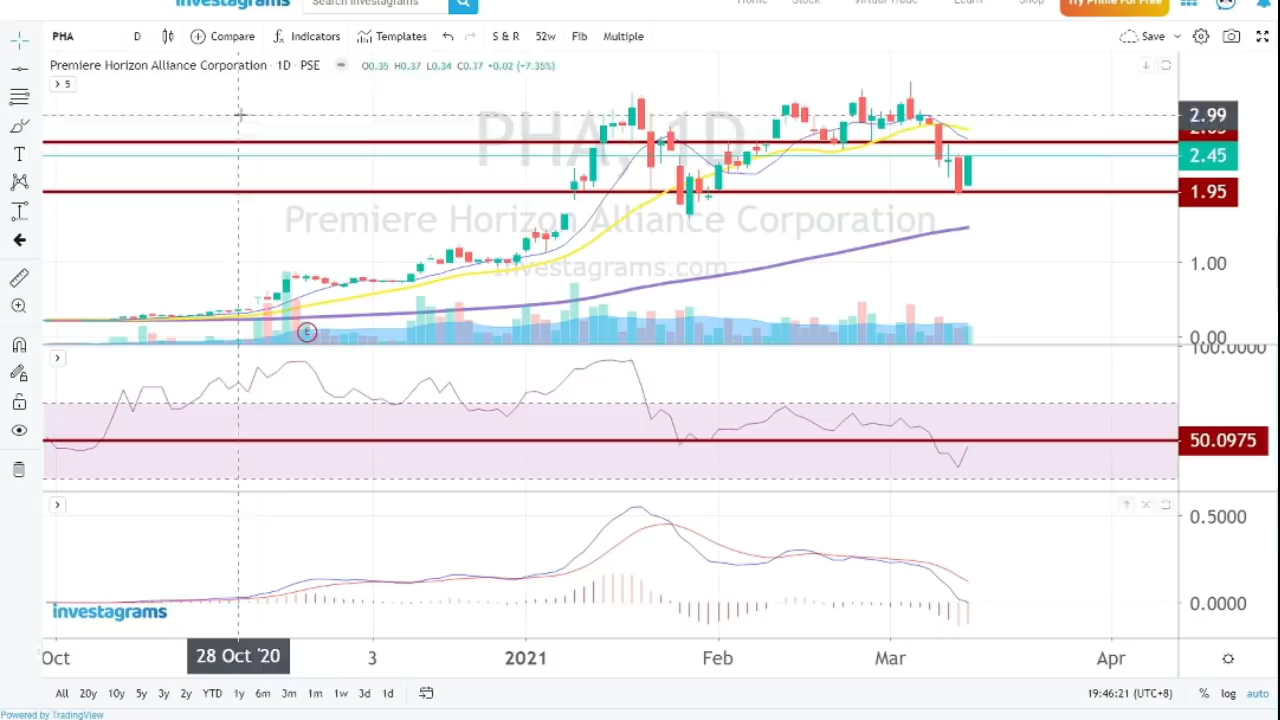 investagrams
Search Investagrams
Home Stock Virtual Trade Learn Shop Try Prime For Free
PHA D Compare Indicators Templates S & R 52w Fib Multiple Save
Premiere Horizon Alliance Corporation · 1D · PSE O0.35 H0.37 L0.34 C0.37 +0.02 (+7.35%)
5
PHA, 1D
Premiere Horizon Alliance Corporation
Investagrams.com
2.99
2.45
1.95
1.00
0.00
E
100.0000
50.0975
0.5000
0.0000
investagrams
Oct 28 Oct '20 3 2021 Feb Mar Apr
All 20y 10y 5y 3y 2y YTD 1y 6m 3m 1m 1w 3d 1d 19:46:21 (UTC+8) % log auto
Powered by TradingView